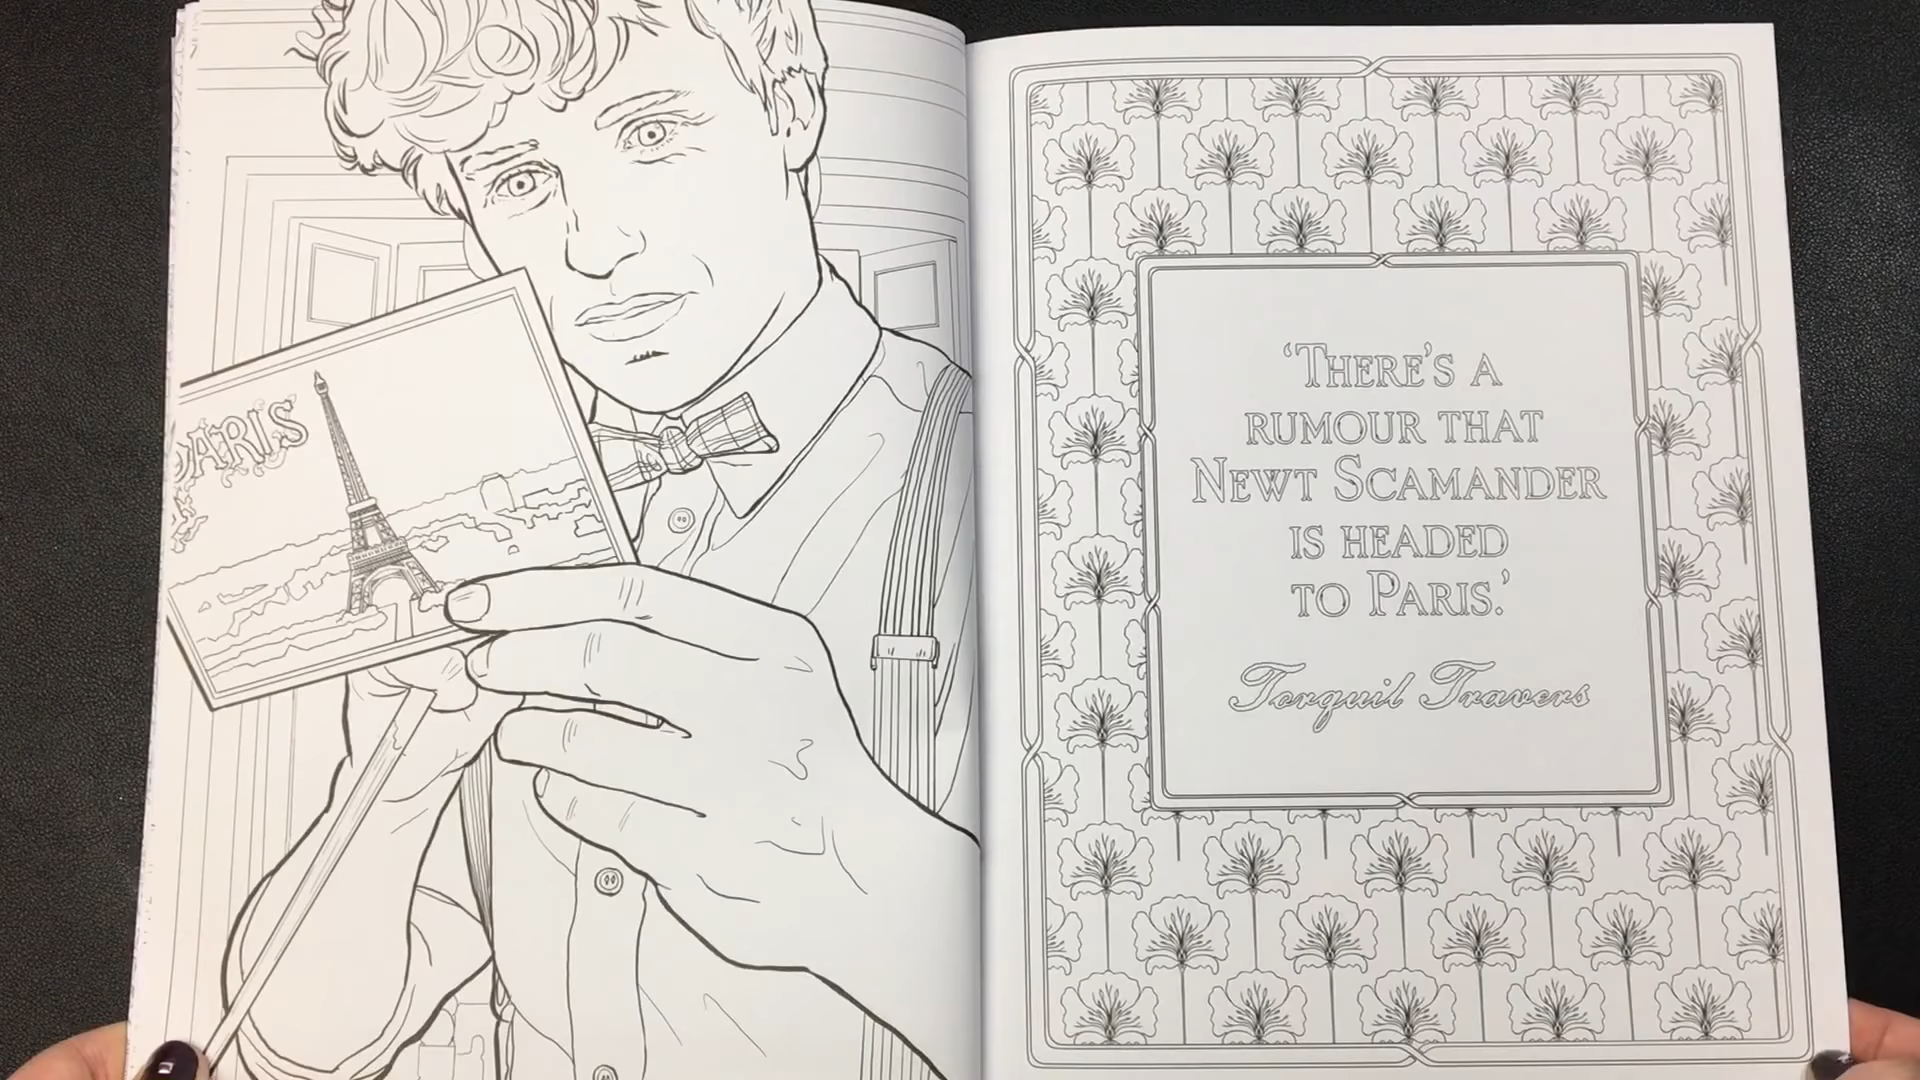 PARIS
‘THERE’S A
RUMOUR THAT
NEWT SCAMANDER
IS HEADED
TO PARIS.’
Torquil Travers